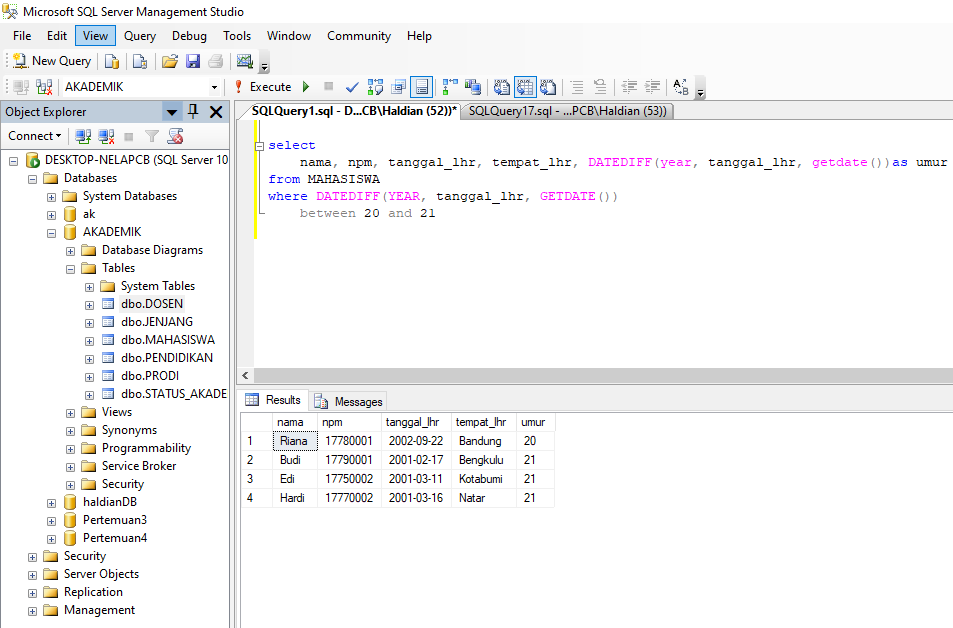 Microsoft SQL Server Management Studio
File Edit View Query Debug Tools Window Community Help
New Query
AKADEMIK Execute
Object Explorer
Connect
DESKTOP-NELAPCB (SQL Server 10
Databases
System Databases
ak
AKADEMIK
Database Diagrams
Tables
System Tables
dbo.DOSEN
dbo.JENJANG
dbo.MAHASISWA
dbo.PENDIDIKAN
dbo.PRODI
dbo.STATUS_AKADE
Views
Synonyms
Programmability
Service Broker
Security
haldianDB
Pertemuan3
Pertemuan4
Security
Server Objects
Replication
Management
SQLQuery1.sql - D...CB\Haldian (52))* SQLQuery17.sql - ...PCB\Haldian (53))
select
nama, npm, tanggal_lhr, tempat_lhr, DATEDIFF(year, tanggal_lhr, getdate())as umur
from MAHASISWA
where DATEDIFF(YEAR, tanggal_lhr, GETDATE())
between 20 and 21
Results Messages
nama npm tanggal_lhr tempat_lhr umur
1 Riana 17780001 2002-09-22 Bandung 20
2 Budi 17790001 2001-02-17 Bengkulu 21
3 Edi 17750002 2001-03-11 Kotabumi 21
4 Hardi 17770002 2001-03-16 Natar 21